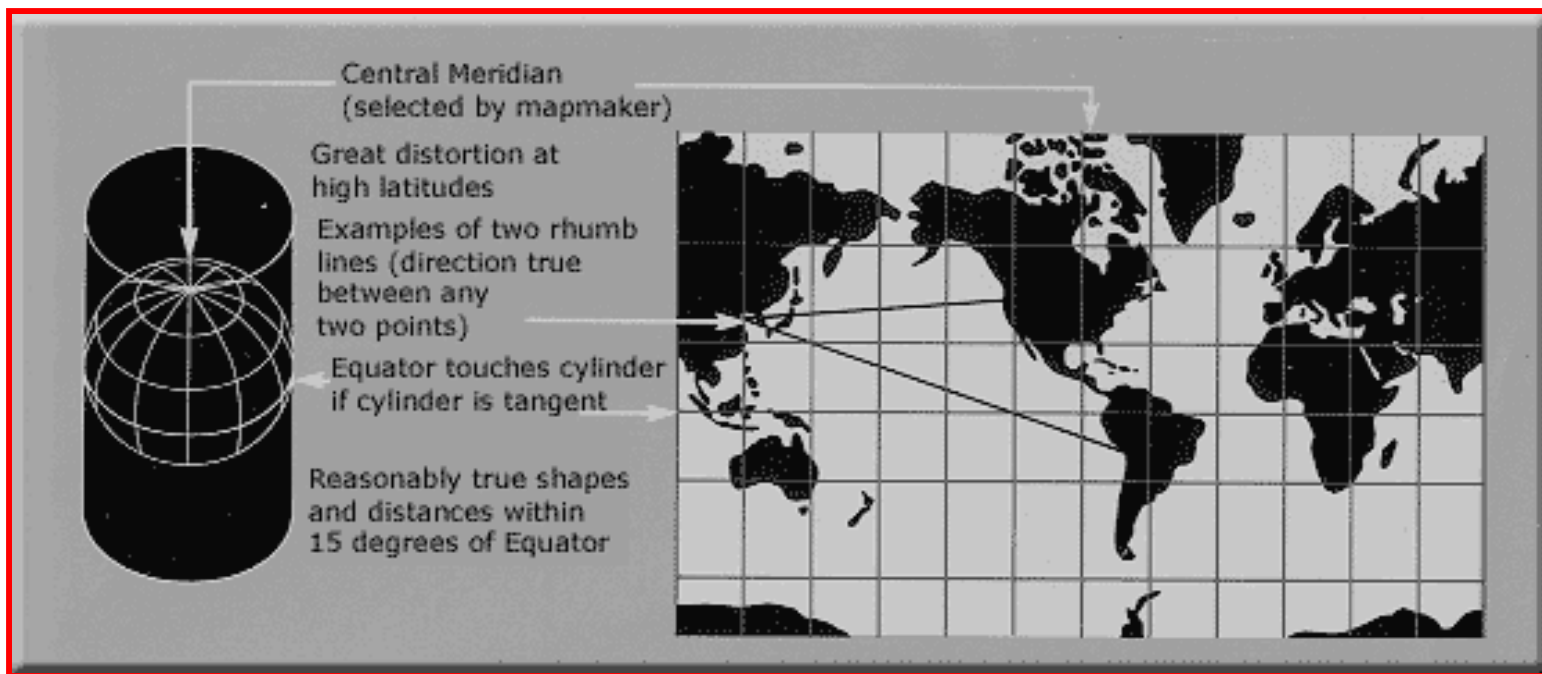 Central Meridian
(selected by mapmaker)
Great distortion at
high latitudes
Examples of two rhumb
lines (direction true
between any
two points)
Equator touches cylinder
if cylinder is tangent
Reasonably true shapes
and distances within
15 degrees of Equator